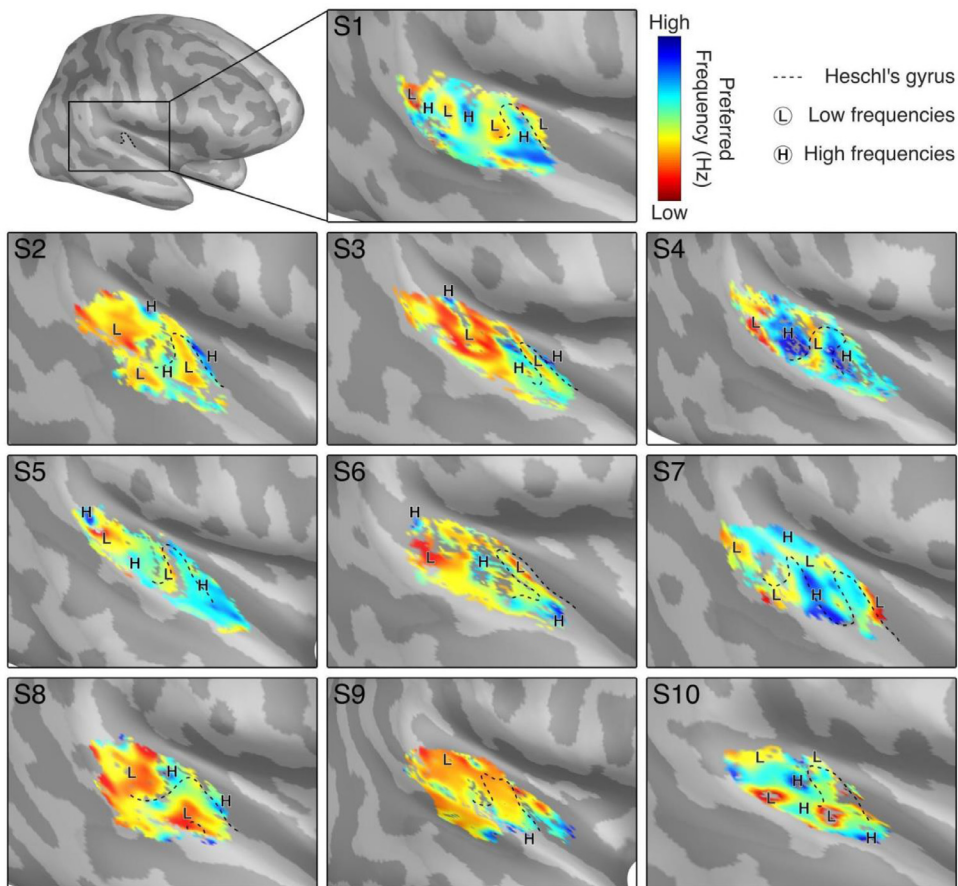 S1
High
Low
Preferred
Frequency (Hz)
Heschl's gyrus
L Low frequencies
H High frequencies
L
H
L
H
L
H
L
S2
H
L
L
H
L
H
S3
H
L
H
L
H
S4
L
H
L
H
S5
H
L
H
L
H
S6
H
L
H
L
H
S7
L
H
L
L
H
L
S8
L
H
H
L
S9
L
H
S10
L
L
H
L
H
L
H